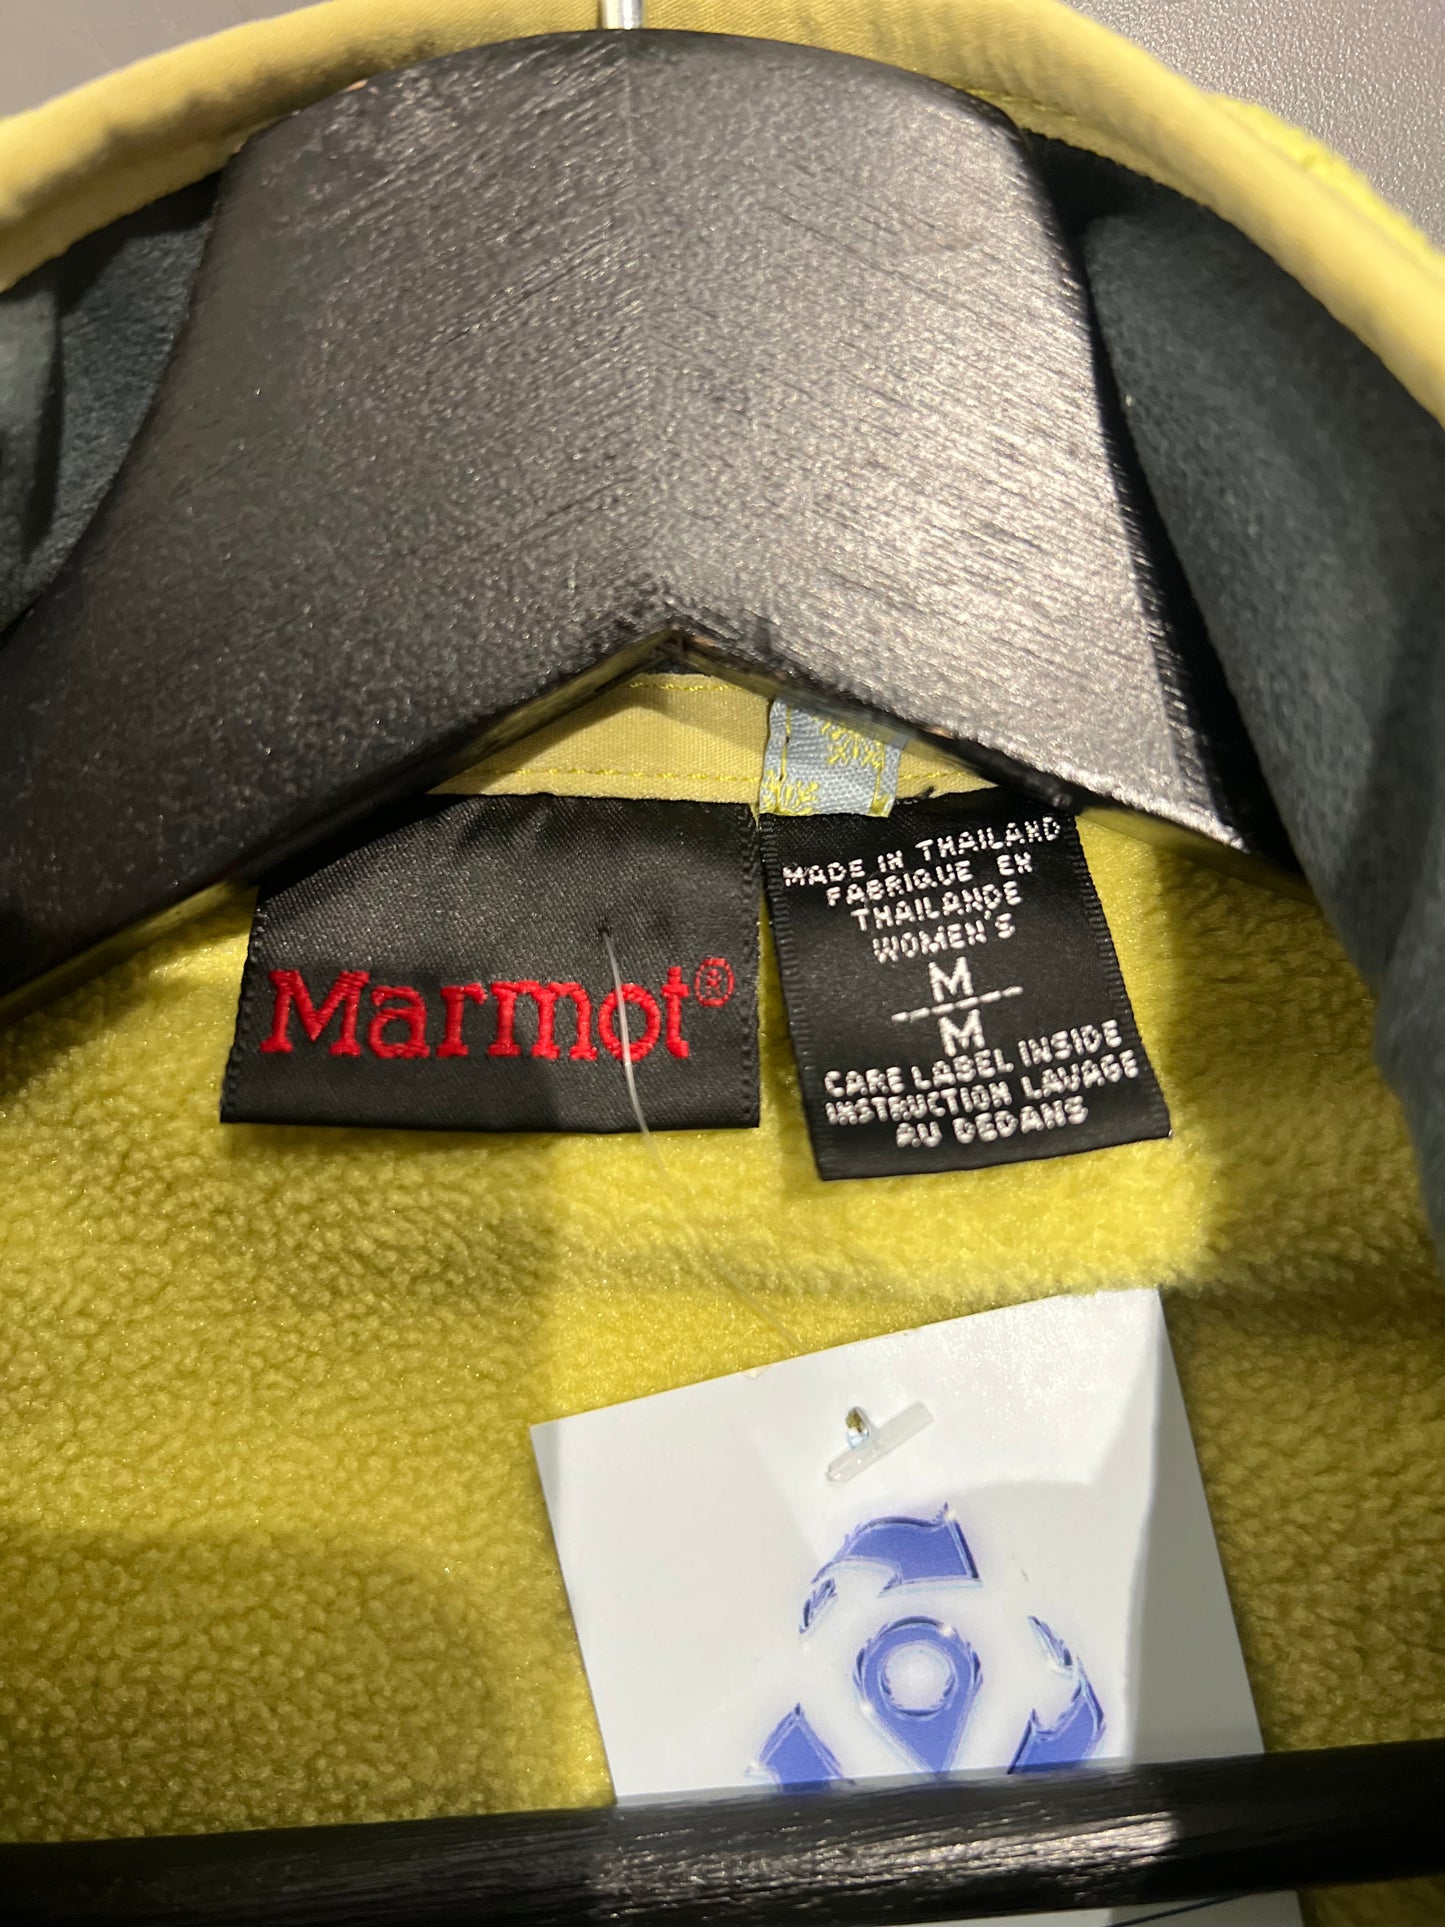 Marmot®
MADE IN THAILAND
FABRIQUE EN
THAILANDE
WOMEN'S
M
M
CARE LABEL INSIDE
INSTRUCTION LAVAGE
AU DEDANS